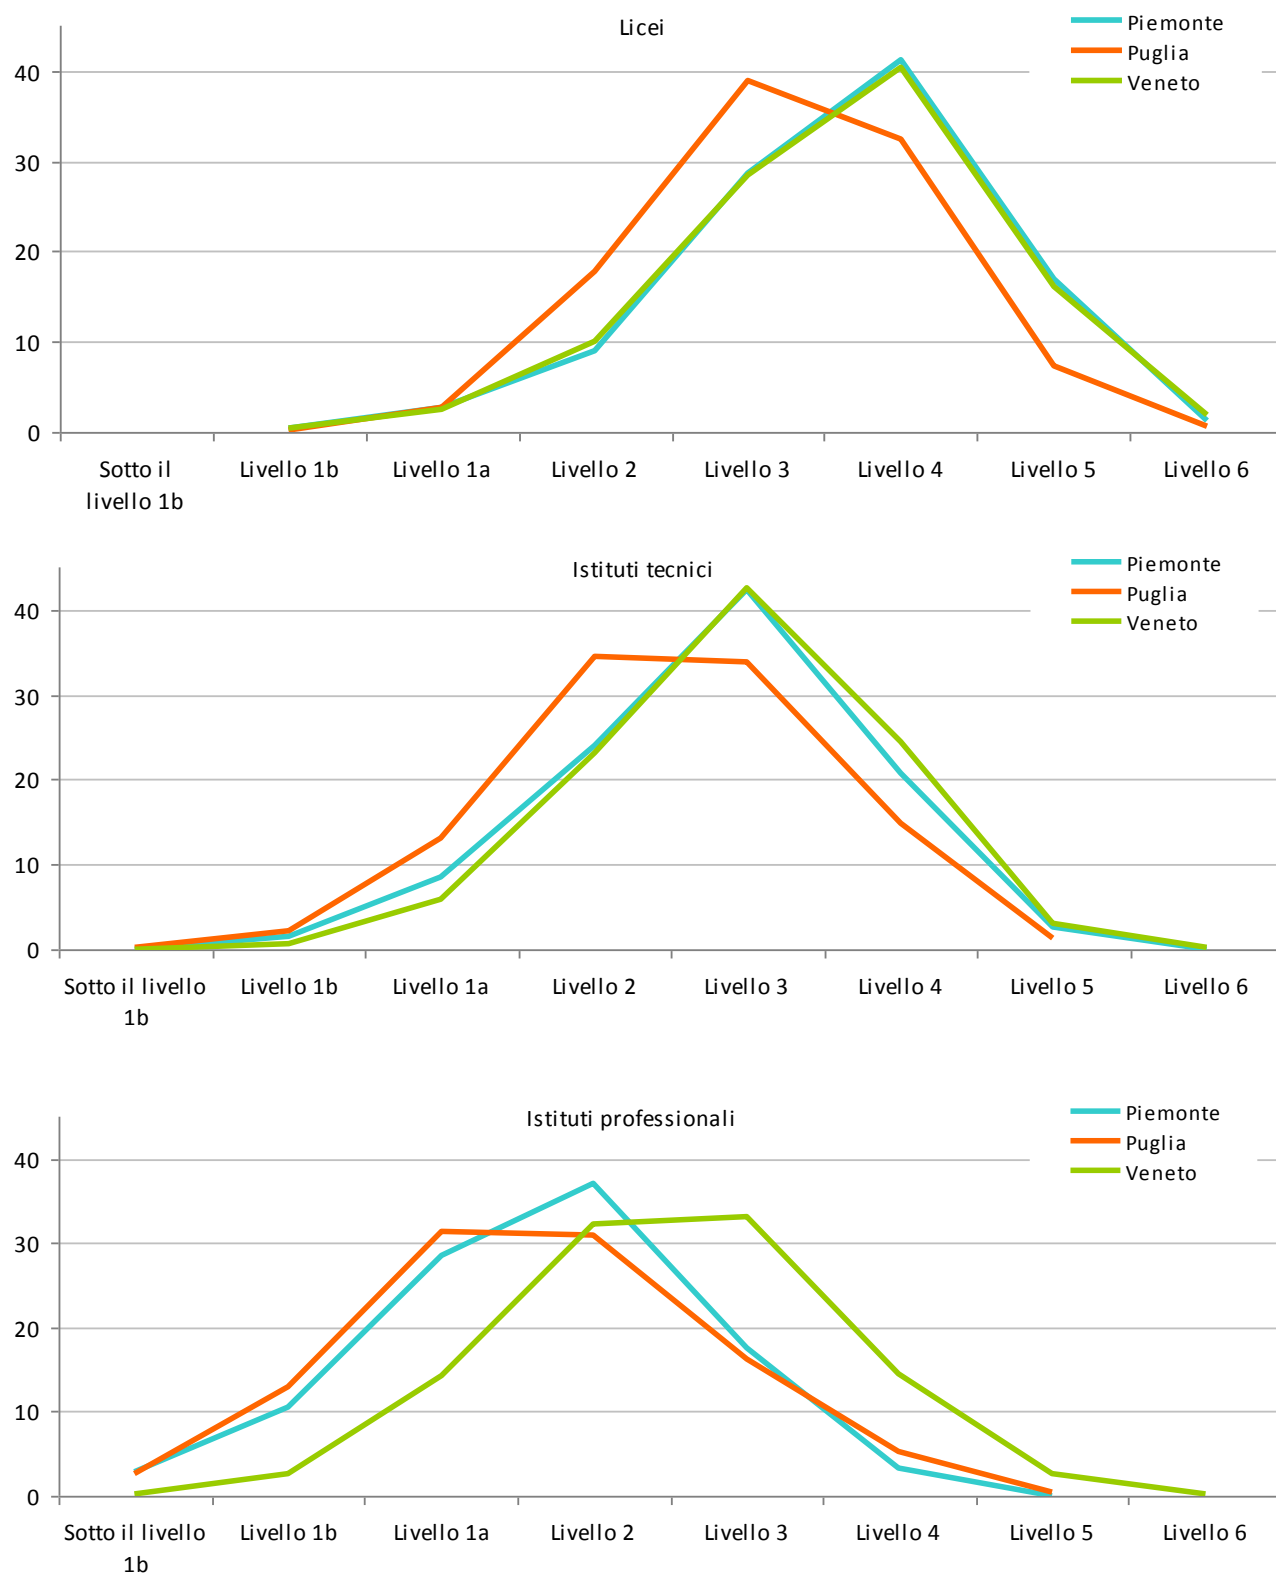 Licei
Piemonte
Puglia
Veneto
40
30
20
10
0
Sotto il
livello 1b
Livello 1b
Livello 1a
Livello 2
Livello 3
Livello 4
Livello 5
Livello 6
Istituti tecnici
Piemonte
Puglia
Veneto
40
30
20
10
0
Sotto il livello
1b
Livello 1b
Livello 1a
Livello 2
Livello 3
Livello 4
Livello 5
Livello 6
Istituti professionali
Piemonte
Puglia
Veneto
40
30
20
10
0
Sotto il livello
1b
Livello 1b
Livello 1a
Livello 2
Livello 3
Livello 4
Livello 5
Livello 6